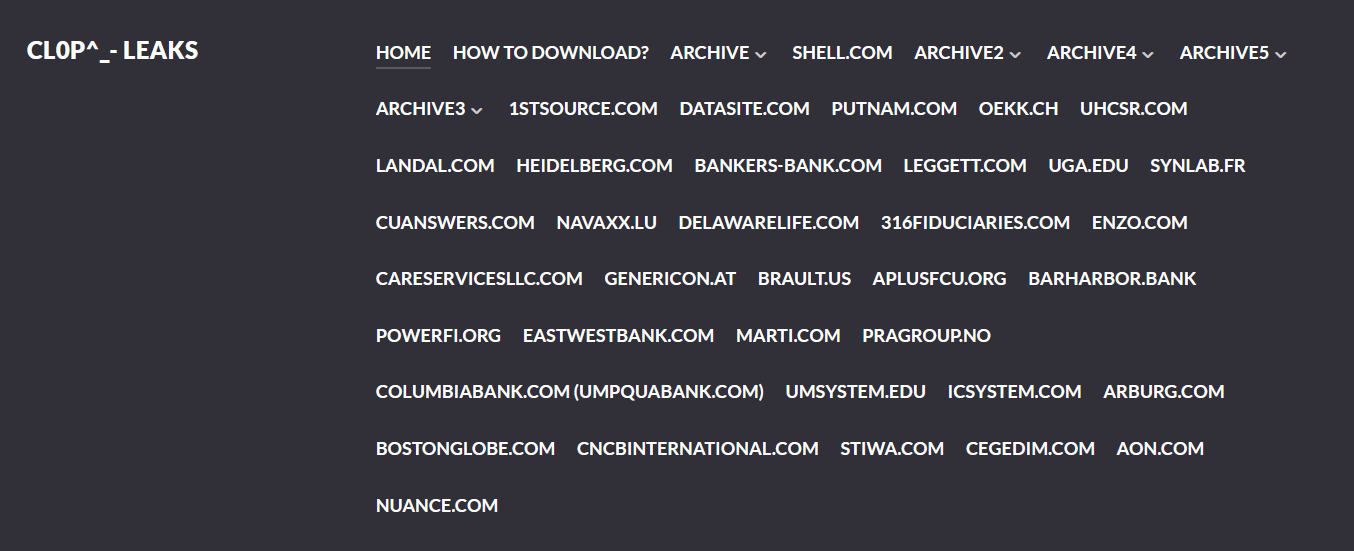 CL0P^_- LEAKS
HOME HOW TO DOWNLOAD? ARCHIVE SHELL.COM ARCHIVE2 ARCHIVE4 ARCHIVE5
ARCHIVE3 1STSOURCE.COM DATASITE.COM PUTNAM.COM OEKK.CH UHCSR.COM
LANDAL.COM HEIDELBERG.COM BANKERS-BANK.COM LEGGETT.COM UGA.EDU SYNLAB.FR
CUANSWERS.COM NAVAXX.LU DELAWARELIFE.COM 316FIDUCIARIES.COM ENZO.COM
CARESERVICESLLC.COM GENERICON.AT BRAULT.US APLUSFCU.ORG BARHARBOR.BANK
POWERFI.ORG EASTWESTBANK.COM MARTI.COM PRAGROUP.NO
COLUMBIABANK.COM (UMPQUABANK.COM) UMSYSTEM.EDU ICSYSTEM.COM ARBURG.COM
BOSTONGLOBE.COM CNCBINTERNATIONAL.COM STIWA.COM CEGEDIM.COM AON.COM
NUANCE.COM